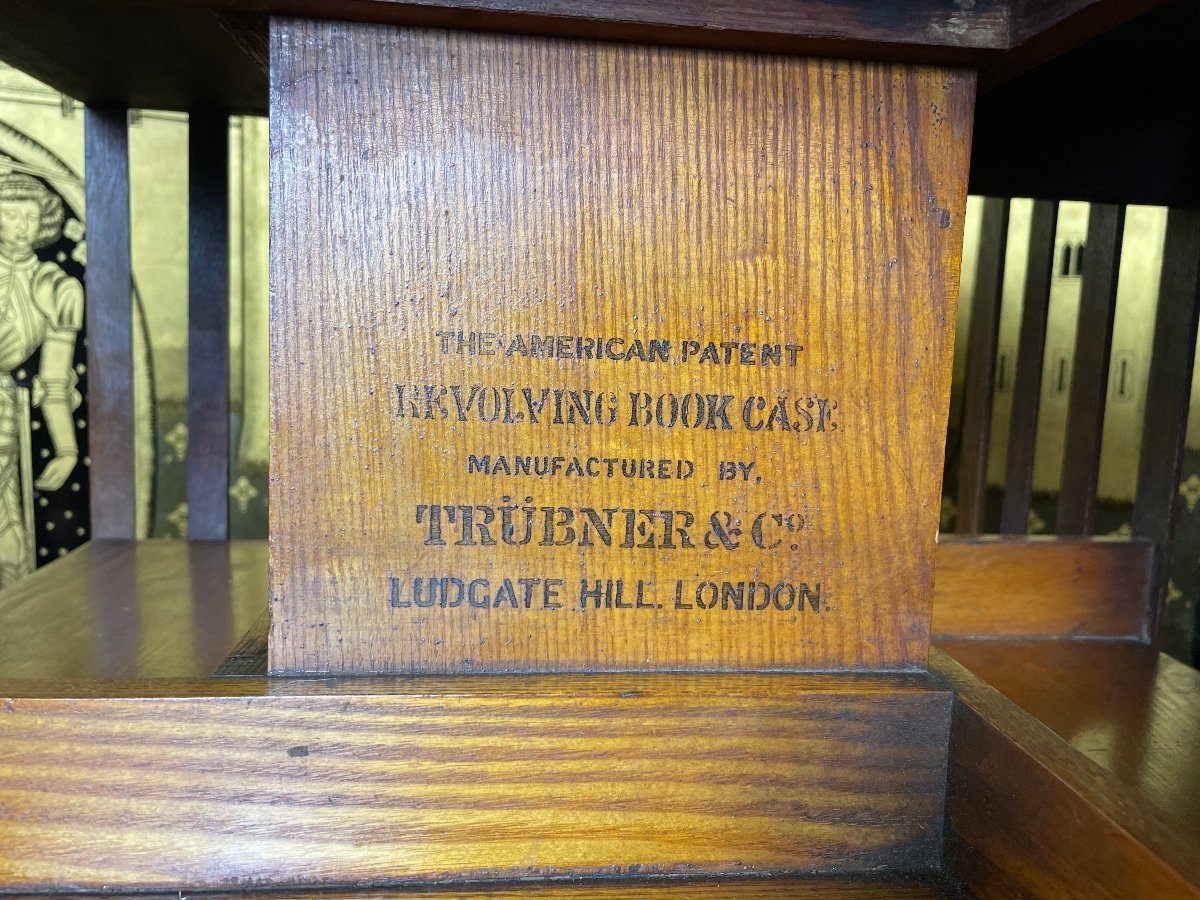 THE AMERICAN PATENT
REVOLVING BOOK CASE
MANUFACTURED BY,
TRÜBNER & Cº.
LUDGATE HILL. LONDON.